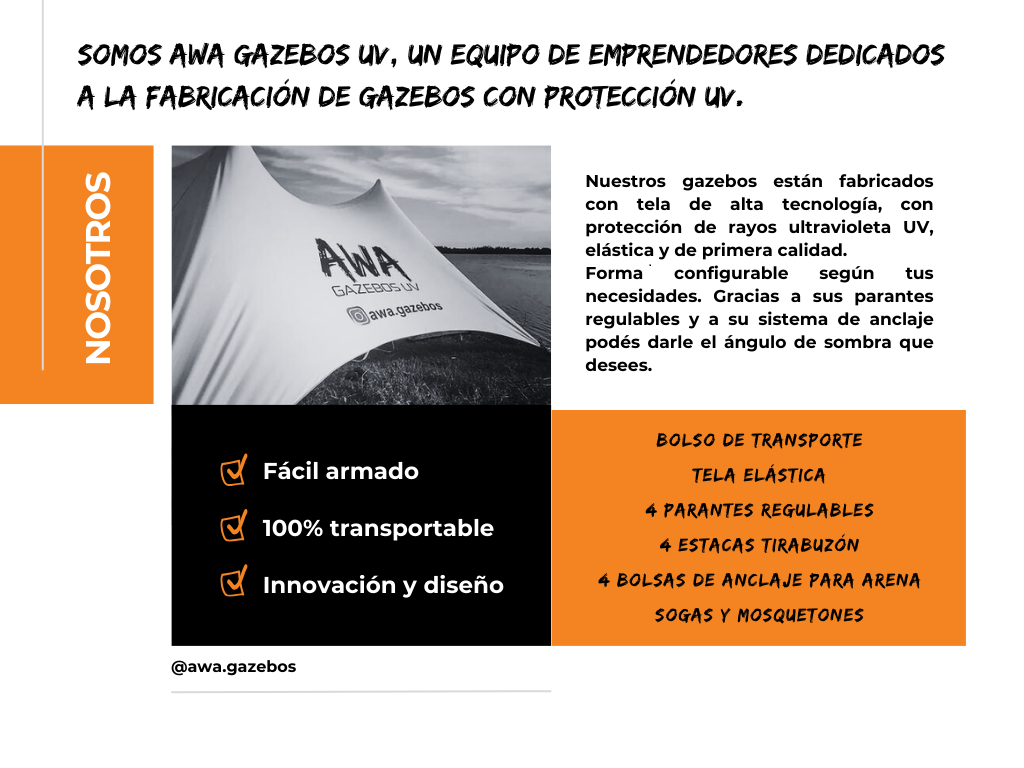 SOMOS AWA GAZEBOS UV, UN EQUIPO DE EMPRENDEDORES DEDICADOS
A LA FABRICACIÓN DE GAZEBOS CON PROTECCIÓN UV.
NOSOTROS
AWA
GAZEBOS UV
@awa.gazebos
Nuestros gazebos están fabricados
con tela de alta tecnología, con
protección de rayos ultravioleta UV,
elástica y de primera calidad.
Forma configurable según tus
necesidades. Gracias a sus parantes
regulables y a su sistema de anclaje
podés darle el ángulo de sombra que
desees.
Fácil armado
100% transportable
Innovación y diseño
BOLSO DE TRANSPORTE
TELA ELÁSTICA
4 PARANTES REGULABLES
4 ESTACAS TIRABUZÓN
4 BOLSAS DE ANCLAJE PARA ARENA
SOGAS Y MOSQUETONES
@awa.gazebos